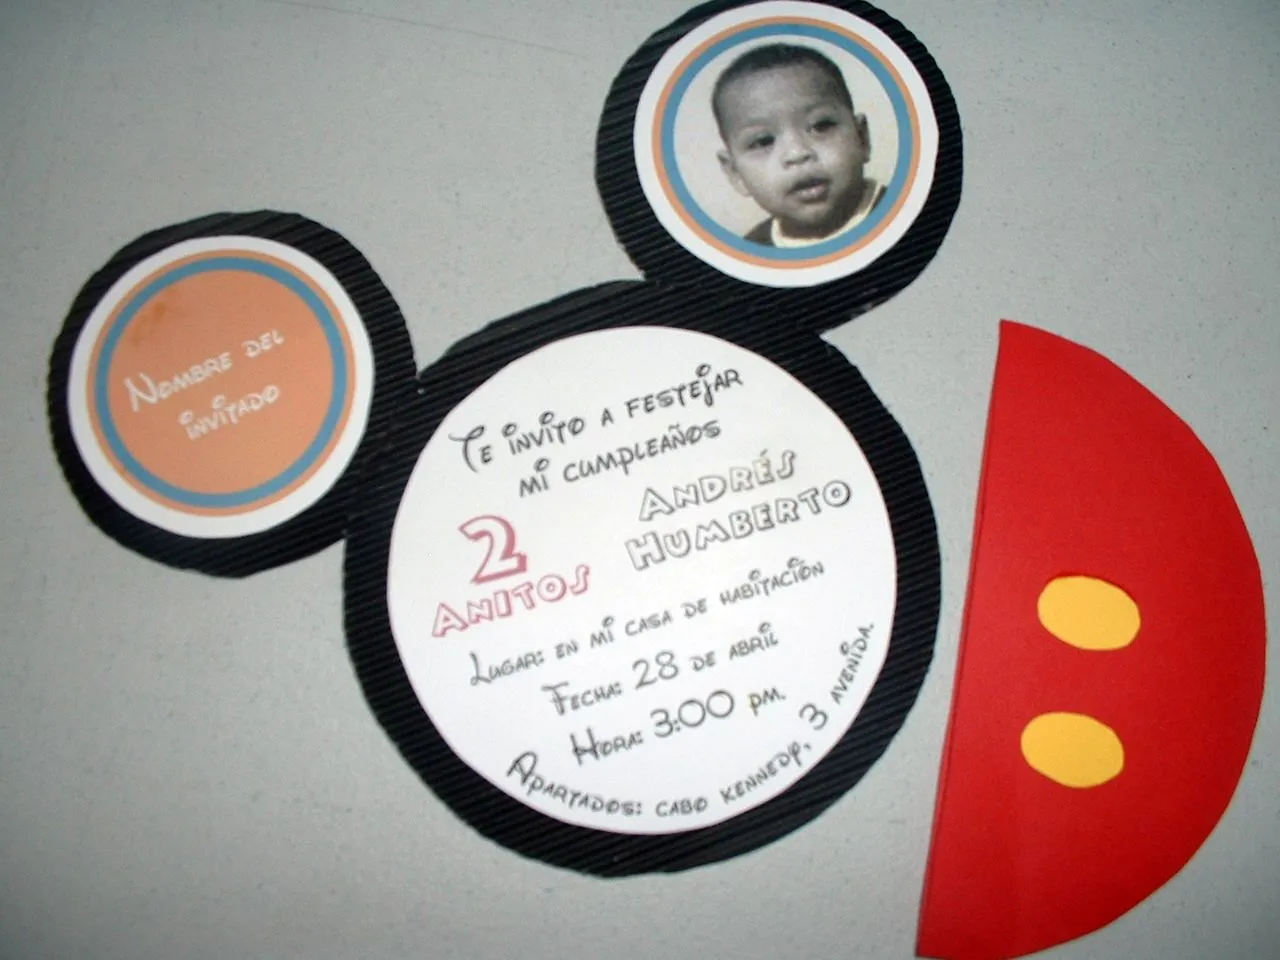 Nombre del
invitado
Te invito a festejar
mi cumpleaños
2
Anitos
Andrés
Humberto
Lugar: en mi casa de habitación
Fecha: 28 de abril
Hora: 3:00 pm.
Apartados: cabo kennedy, 3 avenida.